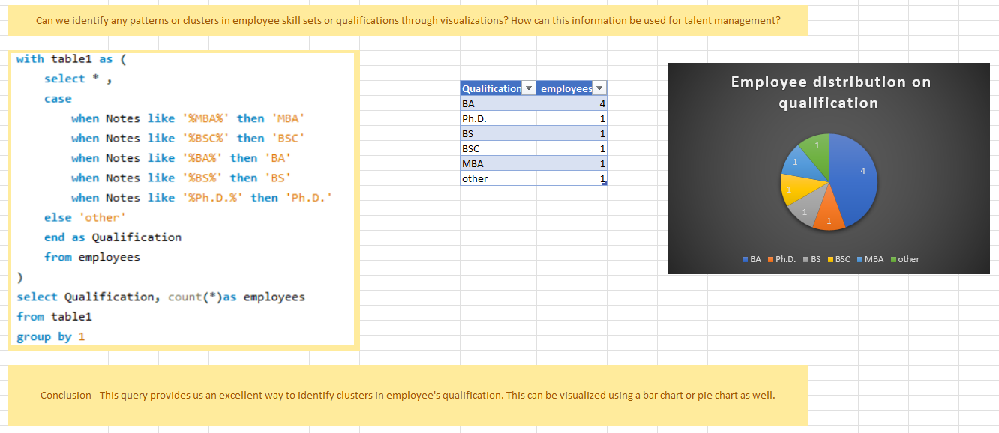 Can we identify any patterns or clusters in employee skill sets or qualifications through visualizations? How can this information be used for talent management?
with table1 as (
select * ,
case
when Notes like '%MBA%' then 'MBA'
when Notes like '%BSC%' then 'BSC'
when Notes like '%BA%' then 'BA'
when Notes like '%BS%' then 'BS'
when Notes like '%Ph.D.%' then 'Ph.D.'
else 'other'
end as Qualification
from employees
)
select Qualification, count(*)as employees
from table1
group by 1
Qualification employees
BA 4
Ph.D. 1
BS 1
BSC 1
MBA 1
other 1
Employee distribution on
qualification
1
1
4
1
1
1
BA Ph.D. BS BSC MBA other
Conclusion - This query provides us an excellent way to identify clusters in employee's qualification. This can be visualized using a bar chart or pie chart as well.